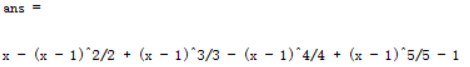 ans =
x - (x - 1)^2/2 + (x - 1)^3/3 - (x - 1)^4/4 + (x - 1)^5/5 - 1